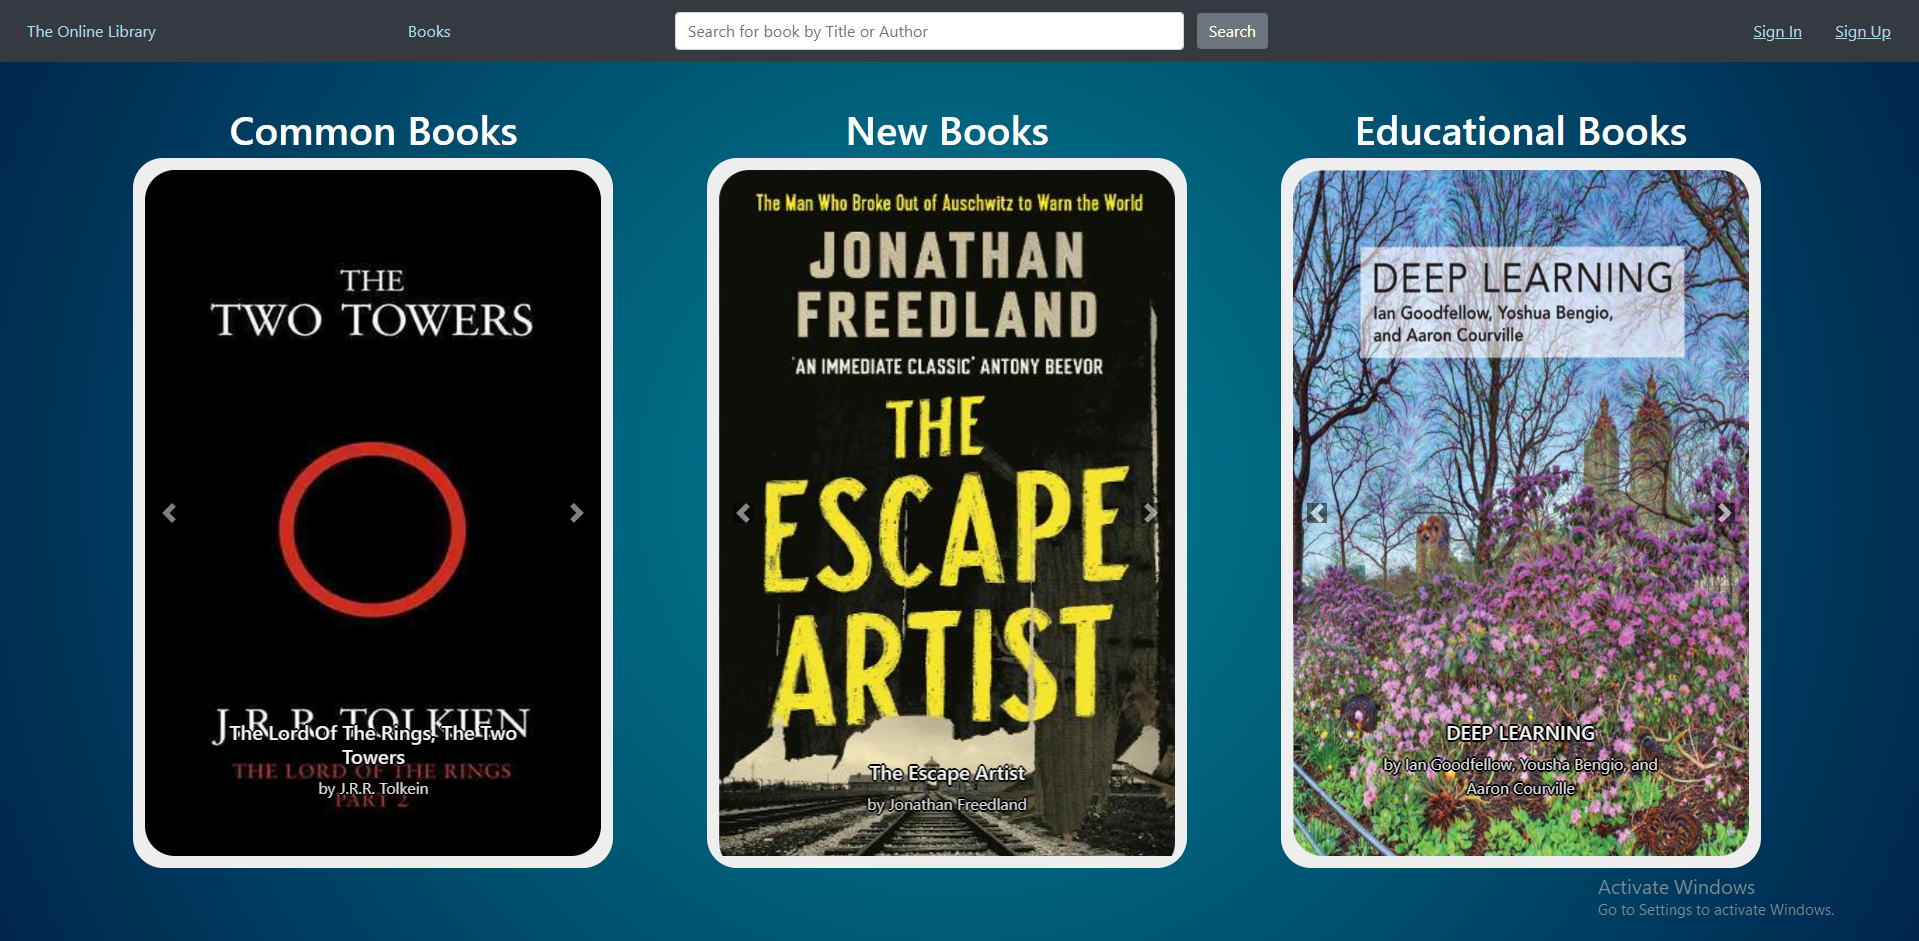 The Online Library
Books
Search for book by Title or Author
Search
Sign In
Sign Up
Common Books
New Books
Educational Books
THE
TWO TOWERS
J.R.R. TOLKIEN
THE LORD OF THE RINGS
PART 2
The Lord Of The Rings, The Two
Towers
by J.R.R. Tolkein
The Man Who Broke Out of Auschwitz to Warn the World
JONATHAN
FREEDLAND
'AN IMMEDIATE CLASSIC' ANTONY BEEVOR
THE
ESCAPE
ARTIST
The Escape Artist
by Jonathan Freedland
DEEP LEARNING
Ian Goodfellow, Yoshua Bengio,
and Aaron Courville
DEEP LEARNING
by Ian Goodfellow, Yousha Bengio, and
Aaron Courville
Activate Windows
Go to Settings to activate Windows.